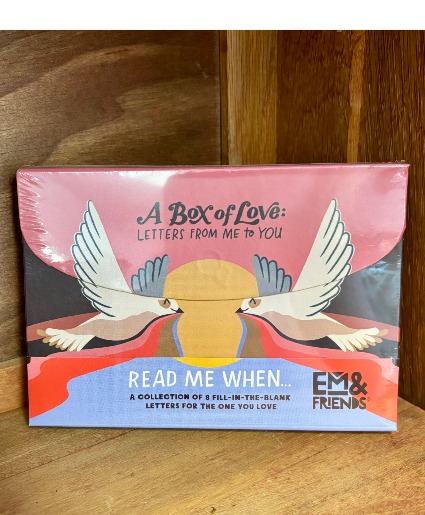 A Box of Love:
LETTERS FROM ME to YOU
READ ME WHEN...
A COLLECTION OF 8 FILL-IN-THE-BLANK
LETTERS FOR THE ONE YOU LOVE
EM&
FRIENDS